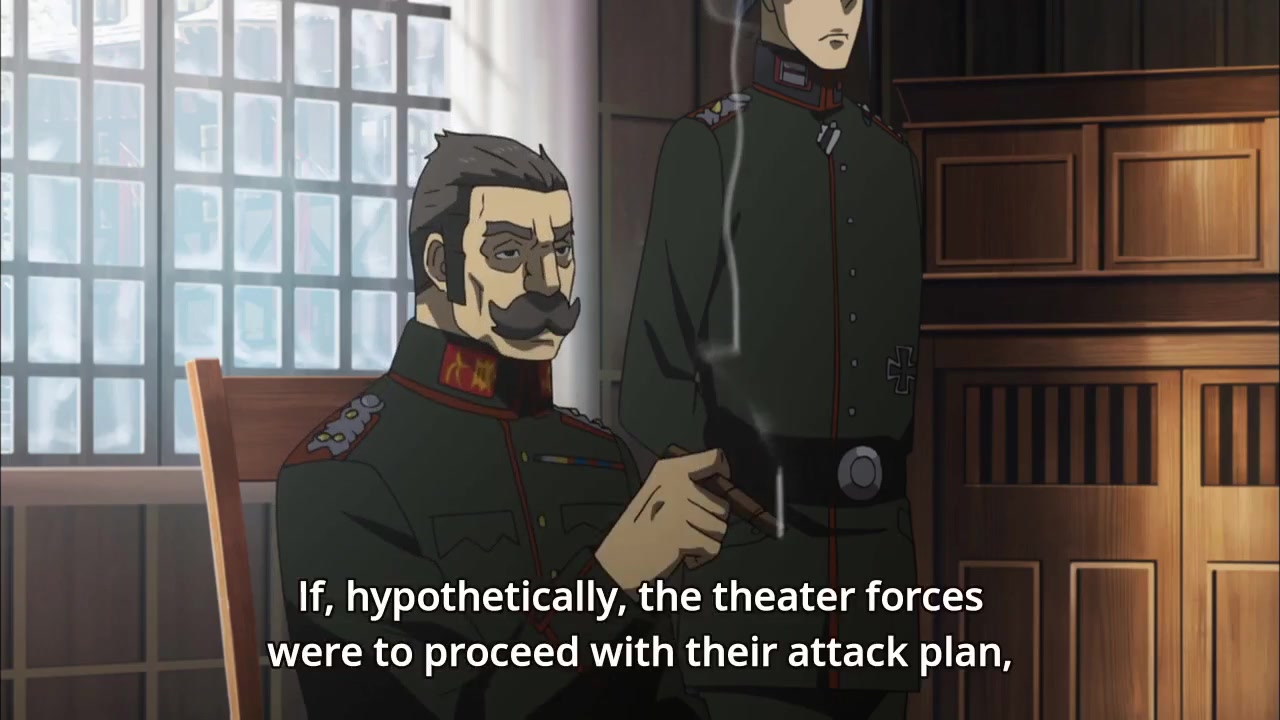 If, hypothetically, the theater forces
were to proceed with their attack plan,